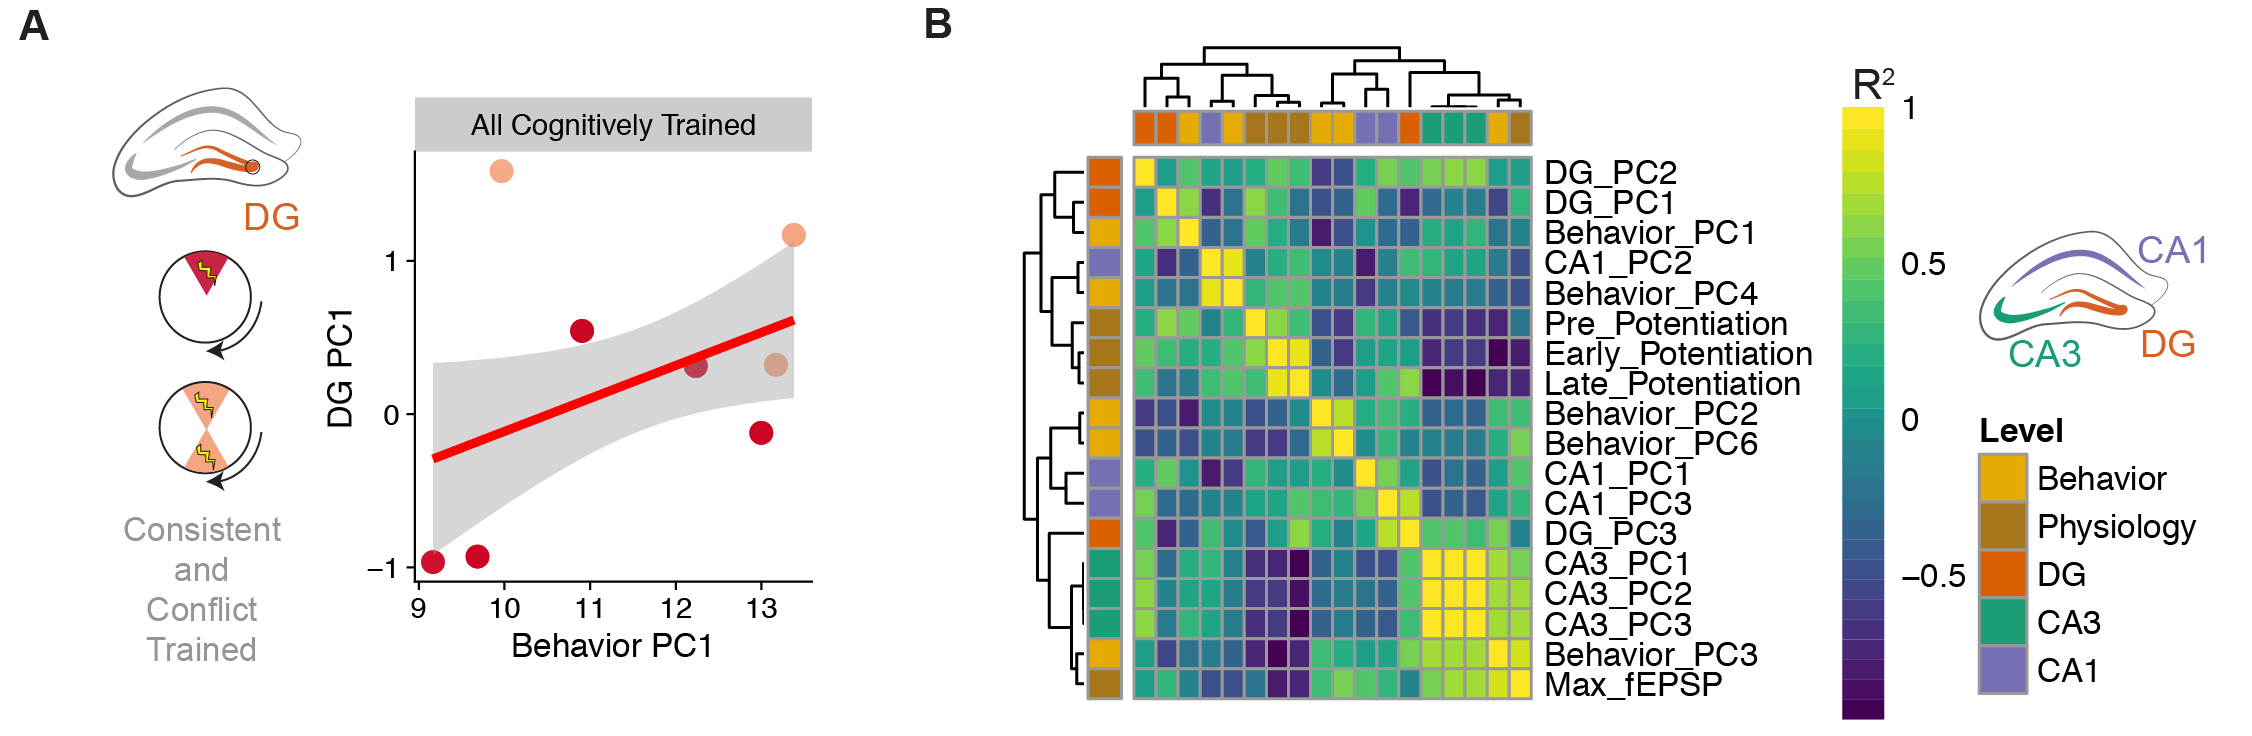 A
DG
Consistent
and
Conflict
Trained
All Cognitively Trained
DG PC1
1
0
−1
9 10 11 12 13
Behavior PC1
B
DG_PC2
DG_PC1
Behavior_PC1
CA1_PC2
Behavior_PC4
Pre_Potentiation
Early_Potentiation
Late_Potentiation
Behavior_PC2
Behavior_PC6
CA1_PC1
CA1_PC3
DG_PC3
CA3_PC1
CA3_PC2
CA3_PC3
Behavior_PC3
Max_fEPSP
R²
1
0.5
0
−0.5
CA1
CA3
DG
Level
Behavior
Physiology
DG
CA3
CA1